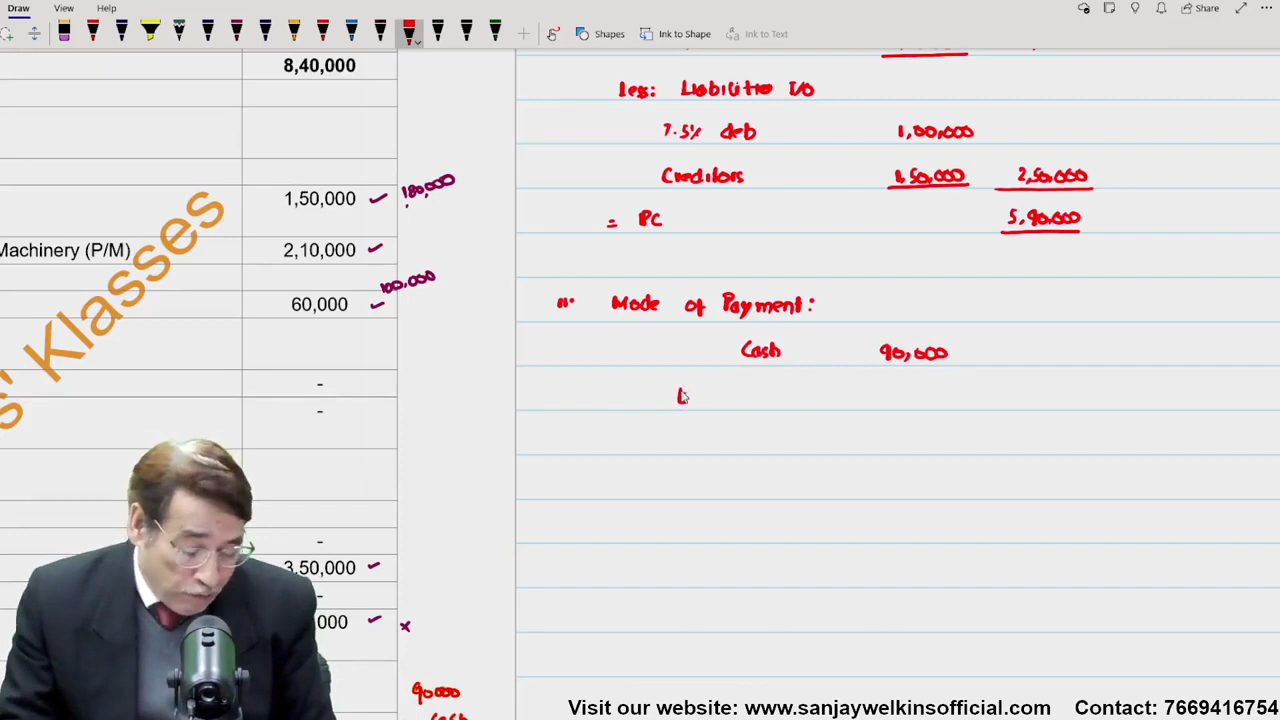 Draw View Help
Share
Shapes Ink to Shape Ink to Text
8,40,000
less: Liabilities T/O
7.5% deb 1,00,000
Creditors 1,50,000 2,50,000
= PC 5,90,000
1,50,000 180,000
Machinery (P/M) 2,10,000
60,000 100,000
" Mode of Payment:
Cash 90,000
-
-
-
3,50,000
-
000 x
90000
Cash
s' Klasses
Visit our website: www.sanjaywelkinsofficial.com Contact: 7669416754